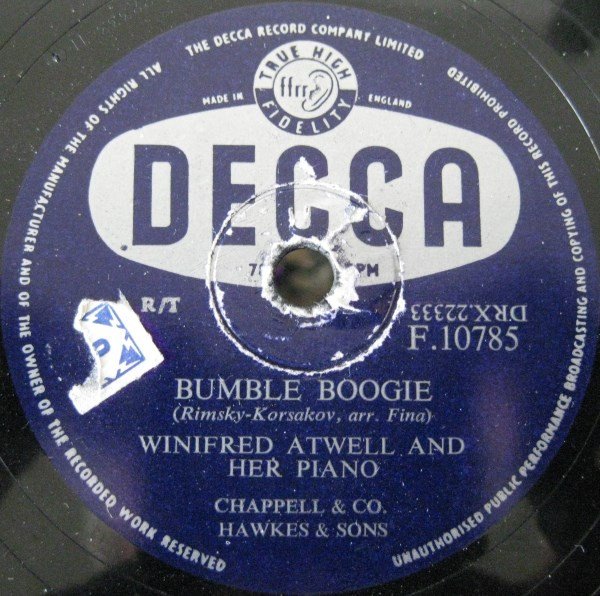 ALL RIGHTS OF THE MANUFACTURER AND OF THE OWNER OF THE RECORDED WORK RESERVED
THE DECCA RECORD COMPANY LIMITED
UNAUTHORISED PUBLIC PERFORMANCE BROADCASTING AND COPYING OF THIS RECORD PROHIBITED
TRUE HIGH
ffrr
FIDELITY
MADE IN ENGLAND
DECCA
R/T
DRX.22333
F.10785
BUMBLE BOOGIE
(Rimsky-Korsakov, arr. Fina)
WINIFRED ATWELL AND
HER PIANO
CHAPPELL & CO.
HAWKES & SONS